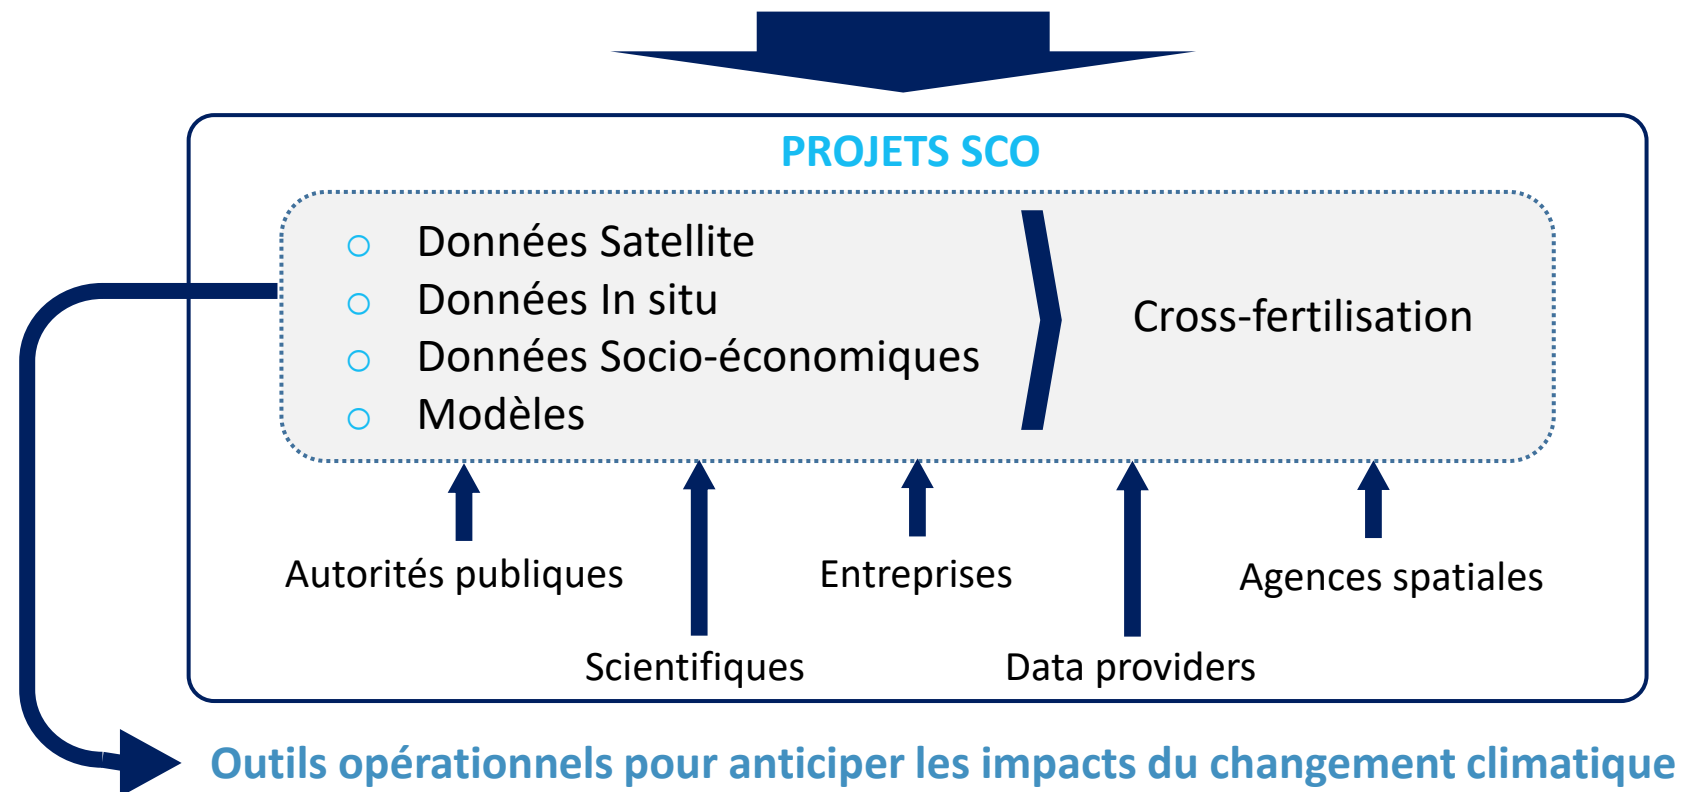 PROJETS SCO
Données Satellite
Données In situ
Données Socio-économiques
Modèles
Cross-fertilisation
Autorités publiques
Entreprises
Agences spatiales
Scientifiques
Data providers
Outils opérationnels pour anticiper les impacts du changement climatique